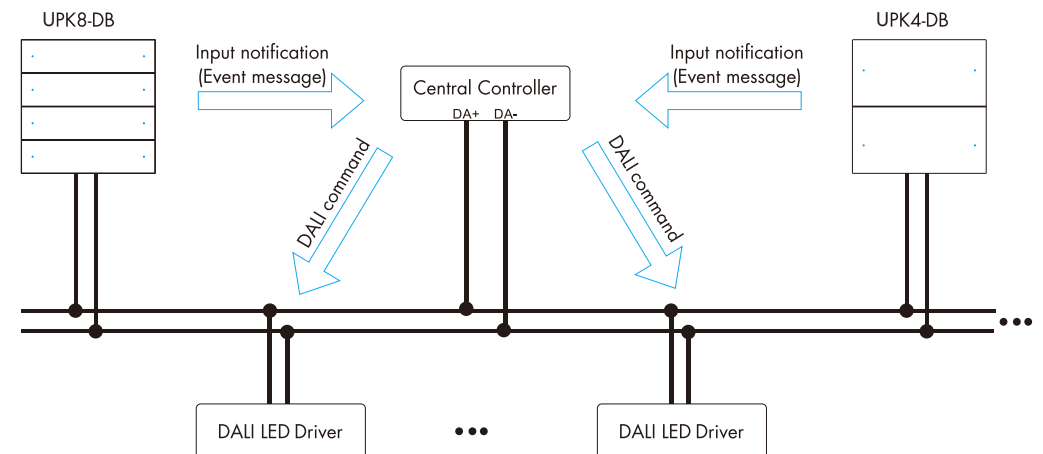 UPK8-DB
UPK4-DB
Input notification
(Event message)
Input notification
(Event message)
Central Controller
DA+ DA-
DALI command
DALI command
DALI LED Driver
DALI LED Driver